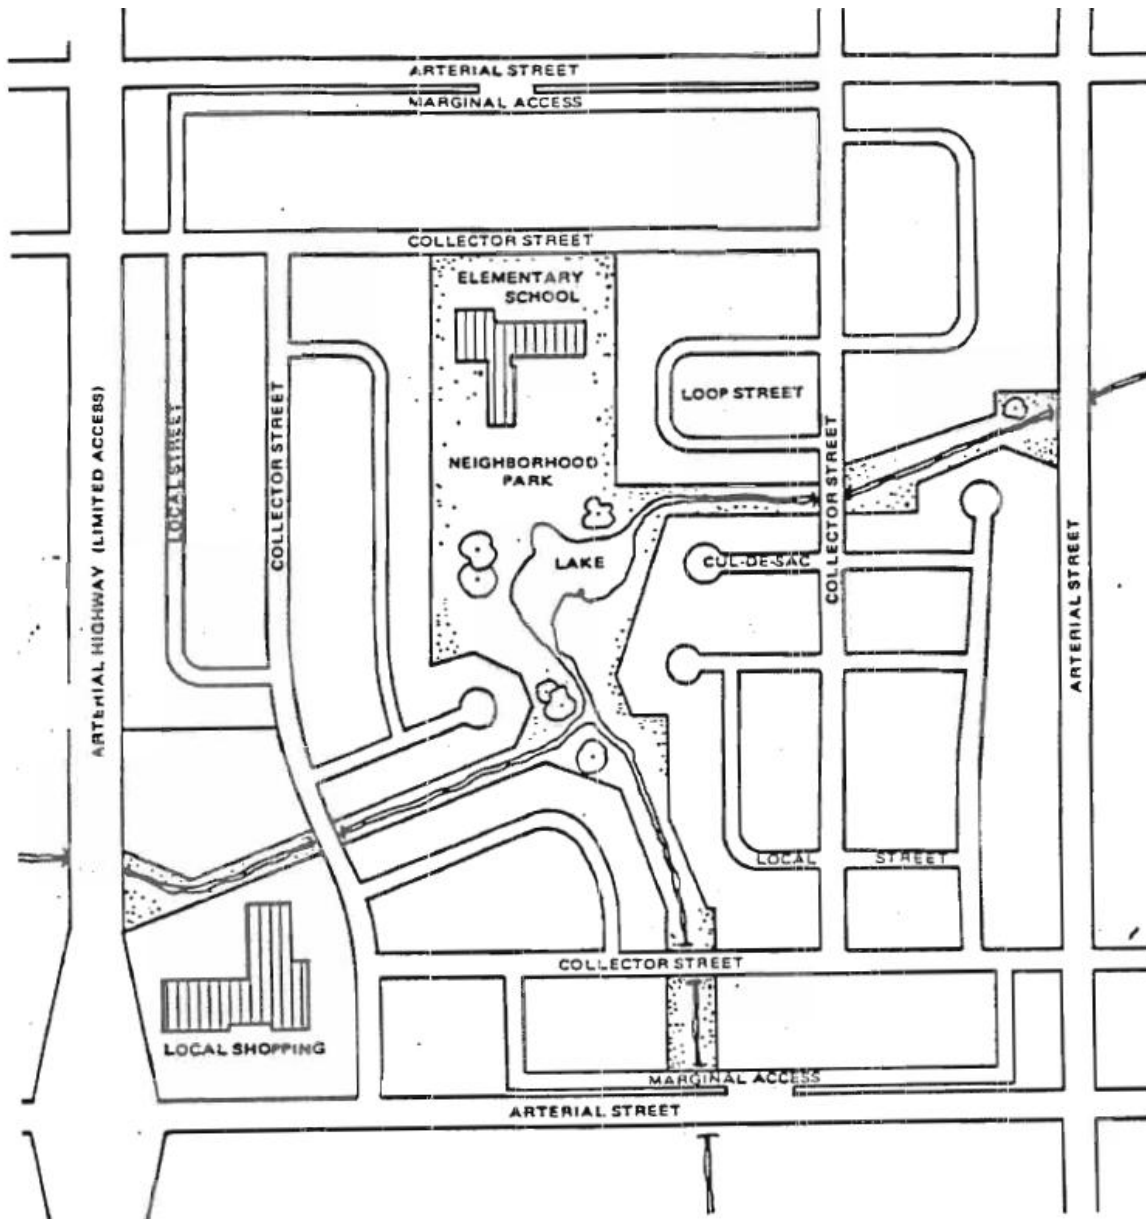 ARTERIAL STREET
MARGINAL ACCESS
COLLECTOR STREET
ELEMENTARY
SCHOOL
LOOP STREET
NEIGHBORHOOD
PARK
LAKE
CUL-DE-SAC
LOCAL STREET
COLLECTOR STREET
ARTERIAL HIGHWAY (LIMITED ACCESS)
COLLECTOR STREET
ARTERIAL STREET
LOCAL STREET
COLLECTOR STREET
LOCAL SHOPPING
MARGINAL ACCESS
ARTERIAL STREET